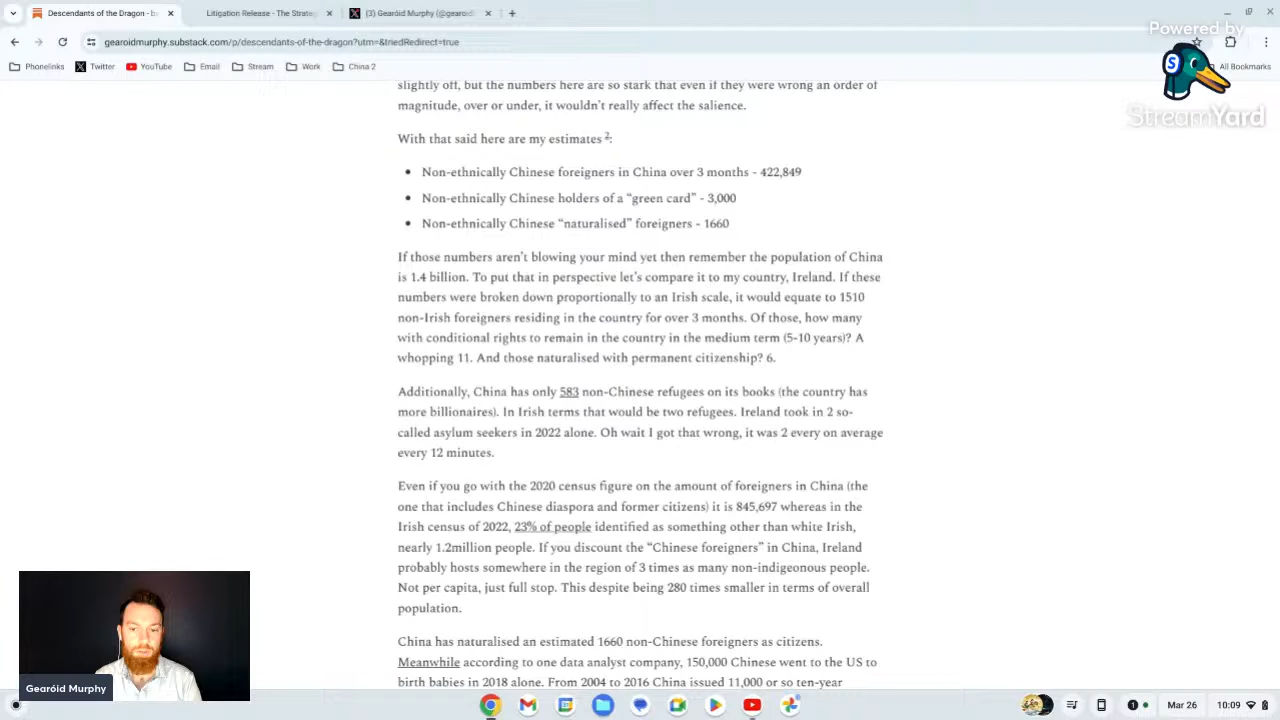 Descendants of the Dragon - b
Litigation Release - The Strate
(3) Gearóid Murphy (@gearoi
Powered by
gearoidmurphy.substack.com/p/descendants-of-the-dragon?utm=&triedRedirect=true
Phonelinks
Twitter
YouTube
Email
Stream
Work
China 2
All Bookmarks
S
StreamYard
slightly off, but the numbers here are so stark that even if they were wrong an order of
magnitude, over or under, it wouldn't really affect the salience.
With that said here are my estimates 2:
• Non-ethnically Chinese foreigners in China over 3 months - 422,849
• Non-ethnically Chinese holders of a "green card" - 3,000
• Non-ethnically Chinese "naturalised" foreigners - 1660
If those numbers aren't blowing your mind yet then remember the population of China
is 1.4 billion. To put that in perspective let's compare it to my country, Ireland. If these
numbers were broken down proportionally to an Irish scale, it would equate to 1510
non-Irish foreigners residing in the country for over 3 months. Of those, how many
with conditional rights to remain in the country in the medium term (5-10 years)? A
whopping 11. And those naturalised with permanent citizenship? 6.
Additionally, China has only 583 non-Chinese refugees on its books (the country has
more billionaires). In Irish terms that would be two refugees. Ireland took in 2 so-
called asylum seekers in 2022 alone. Oh wait I got that wrong, it was 2 every on average
every 12 minutes.
Even if you go with the 2020 census figure on the amount of foreigners in China (the
one that includes Chinese diaspora and former citizens) it is 845,697 whereas in the
Irish census of 2022, 23% of people identified as something other than white Irish,
nearly 1.2million people. If you discount the "Chinese foreigners" in China, Ireland
probably hosts somewhere in the region of 3 times as many non-indigeonous people.
Not per capita, just full stop. This despite being 280 times smaller in terms of overall
population.
China has naturalised an estimated 1660 non-Chinese foreigners as citizens.
Meanwhile according to one data analyst company, 150,000 Chinese went to the US to
birth babies in 2018 alone. From 2004 to 2016 China issued 11,000 or so ten-year
Gearóid Murphy
1
Mar 26
10:09